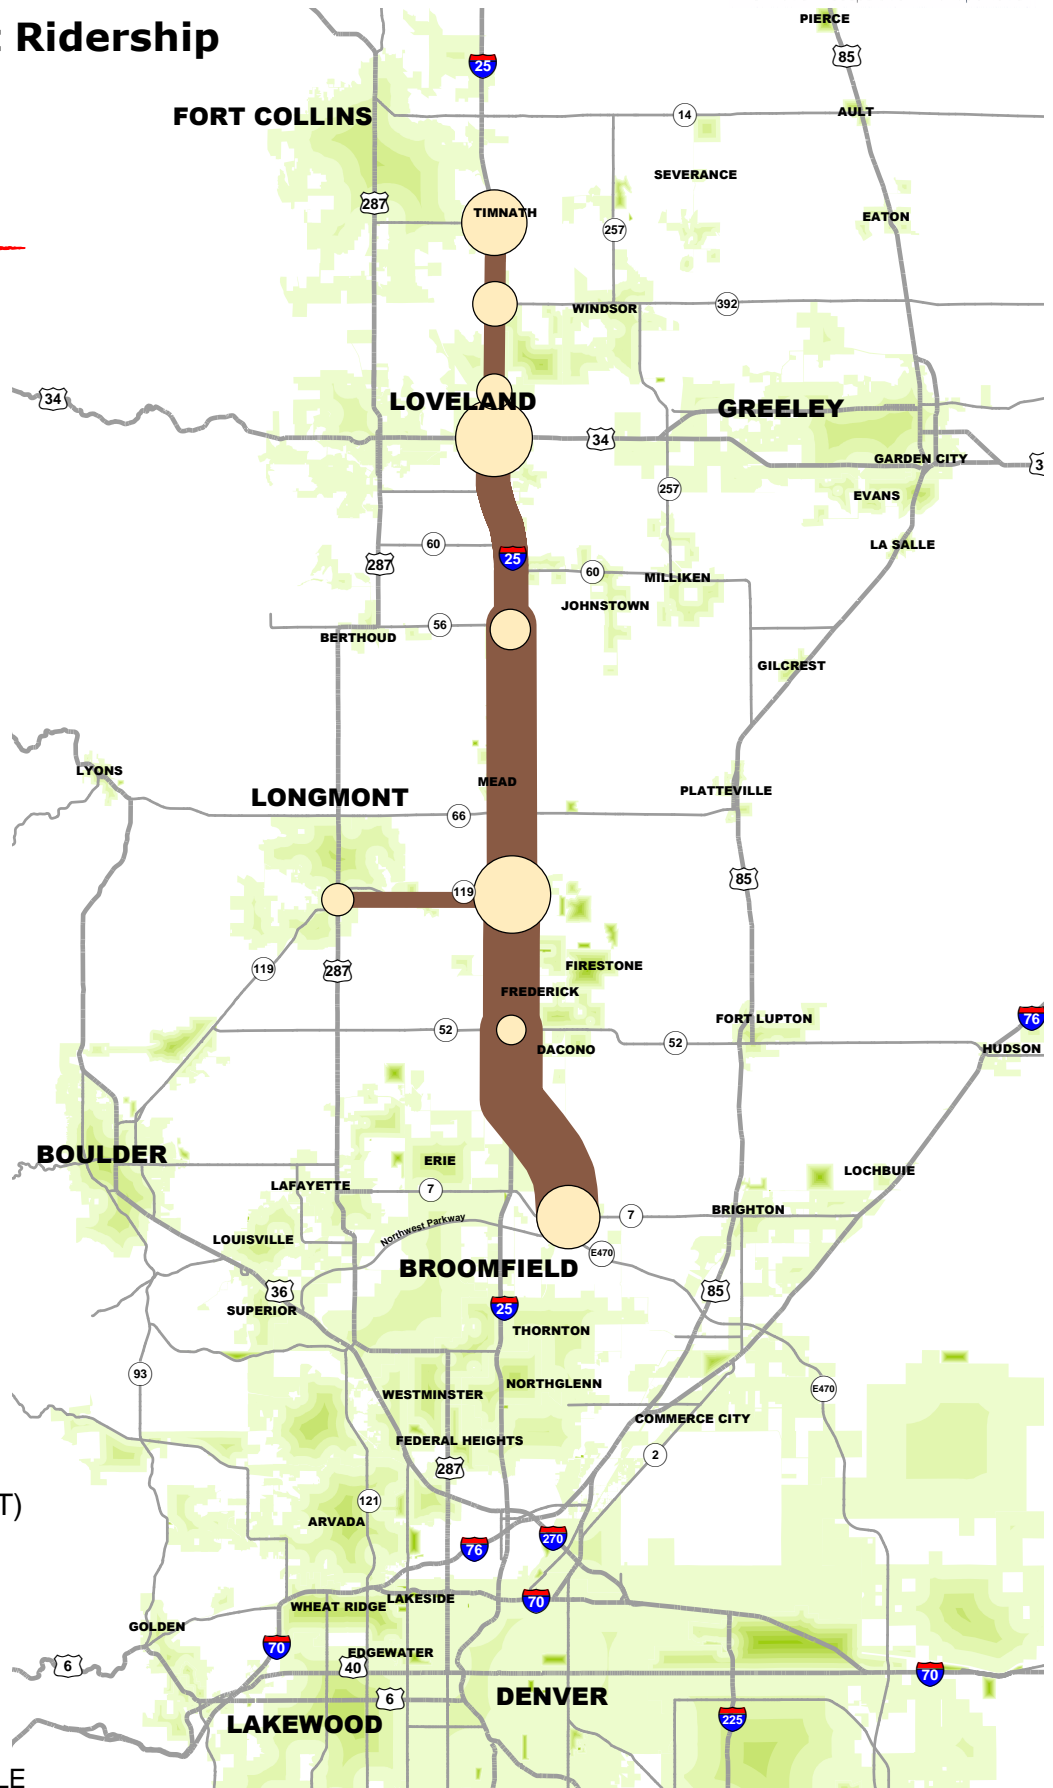 Ridership
PIERCE
85
25
FORT COLLINS
14
AULT
SEVERANCE
287
TIMNATH
EATON
257
WINDSOR
392
34
LOVELAND
GREELEY
34
GARDEN CITY
3
257
EVANS
60
25
LA SALLE
287
60
MILLIKEN
JOHNSTOWN
56
BERTHOUD
GILCREST
LYONS
MEAD
LONGMONT
PLATTEVILLE
66
85
119
119
287
FIRESTONE
FREDERICK
52
DACONO
FORT LUPTON
52
76
HUDSON
BOULDER
ERIE
LAFAYETTE
7
LOCHBUIE
BRIGHTON
7
Northwest Parkway
LOUISVILLE
E470
BROOMFIELD
36
SUPERIOR
25
85
THORNTON
93
WESTMINSTER
NORTHGLENN
E470
COMMERCE CITY
FEDERAL HEIGHTS
2
287
T)
121
ARVADA
76
270
WHEAT RIDGE
LAKESIDE
70
GOLDEN
70
EDGEWATER
6
40
70
6
DENVER
LAKEWOOD
225
LE